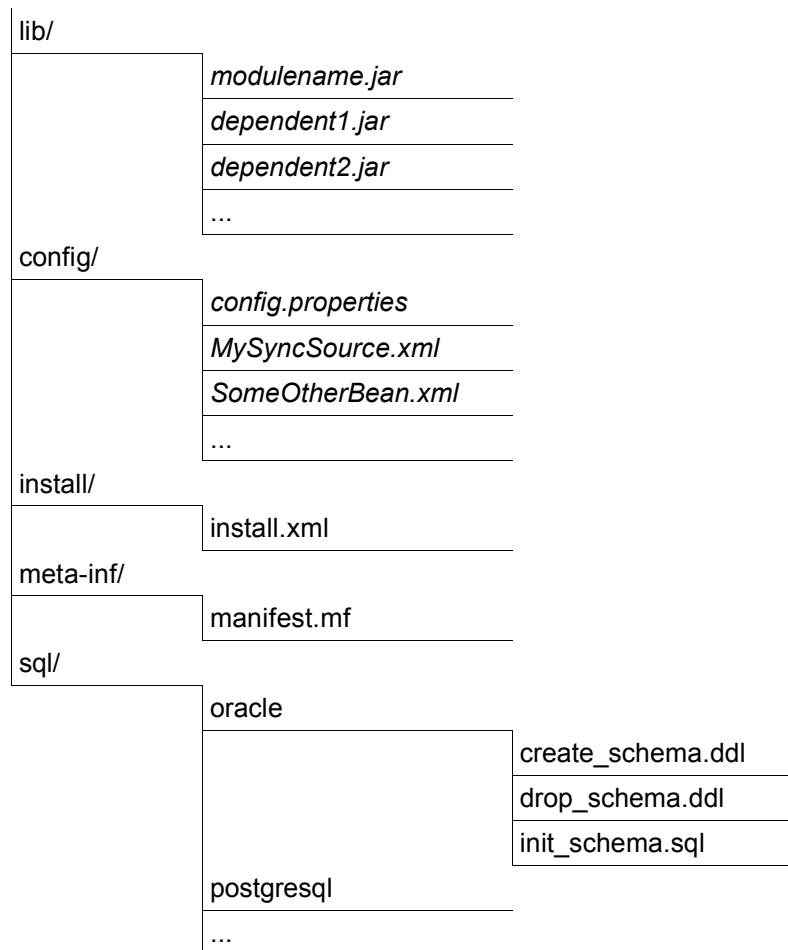 lib/
modulename.jar
dependent1.jar
dependent2.jar
...
config/
config.properties
MySyncSource.xml
SomeOtherBean.xml
...
install/
install.xml
meta-inf/
manifest.mf
sql/
oracle
create_schema.ddl
drop_schema.ddl
init_schema.sql
postgresql
...